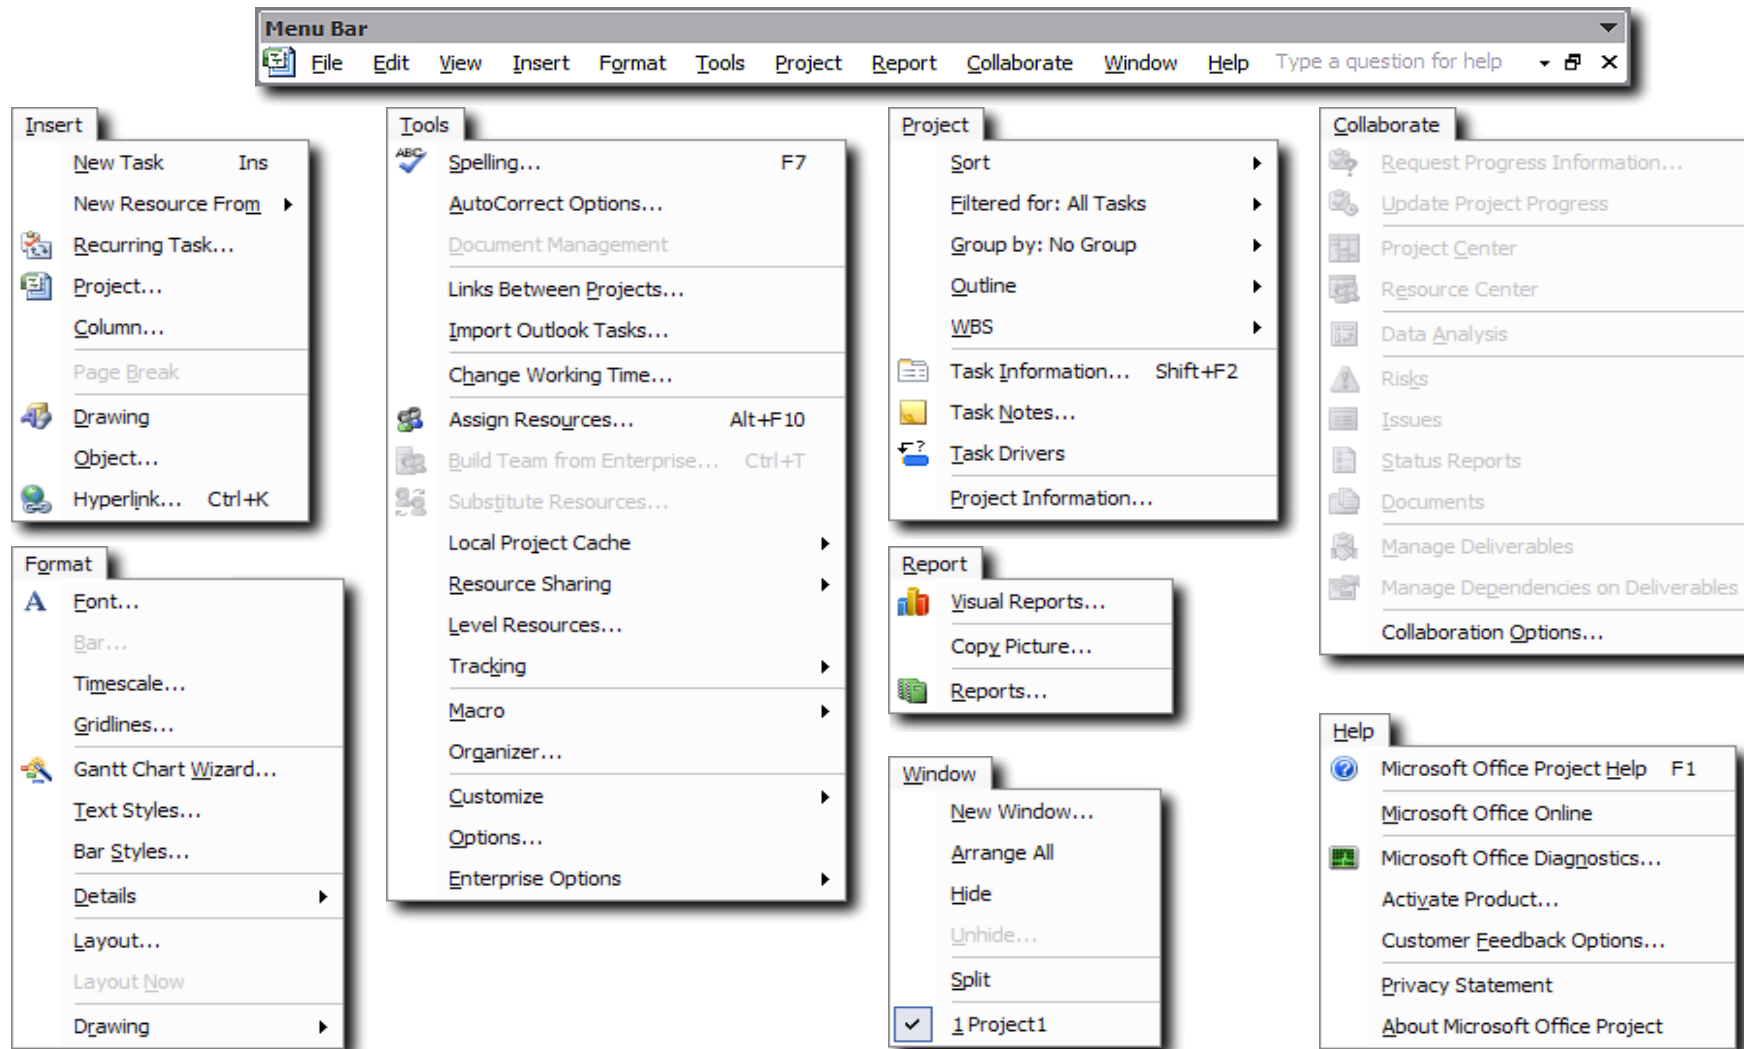 Menu Bar
File Edit View Insert Format Tools Project Report Collaborate Window Help Type a question for help
Insert
New Task Ins
New Resource From
Recurring Task...
Project...
Column...
Page Break
Drawing
Object...
Hyperlink... Ctrl+K
Format
Font...
Bar...
Timescale...
Gridlines...
Gantt Chart Wizard...
Text Styles...
Bar Styles...
Details
Layout...
Layout Now
Drawing
Tools
ABC
Spelling... F7
AutoCorrect Options...
Document Management
Links Between Projects...
Import Outlook Tasks...
Change Working Time...
Assign Resources... Alt+F10
Build Team from Enterprise... Ctrl+T
Substitute Resources...
Local Project Cache
Resource Sharing
Level Resources...
Tracking
Macro
Organizer...
Customize
Options...
Enterprise Options
Project
Sort
Filtered for: All Tasks
Group by: No Group
Outline
WBS
Task Information... Shift+F2
Task Notes...
Task Drivers
Project Information...
Report
Visual Reports...
Copy Picture...
Reports...
Window
New Window...
Arrange All
Hide
Unhide...
Split
1 Project1
Collaborate
Request Progress Information...
Update Project Progress
Project Center
Resource Center
Data Analysis
Risks
Issues
Status Reports
Documents
Manage Deliverables
Manage Dependencies on Deliverables
Collaboration Options...
Help
Microsoft Office Project Help F1
Microsoft Office Online
Microsoft Office Diagnostics...
Activate Product...
Customer Feedback Options...
Privacy Statement
About Microsoft Office Project